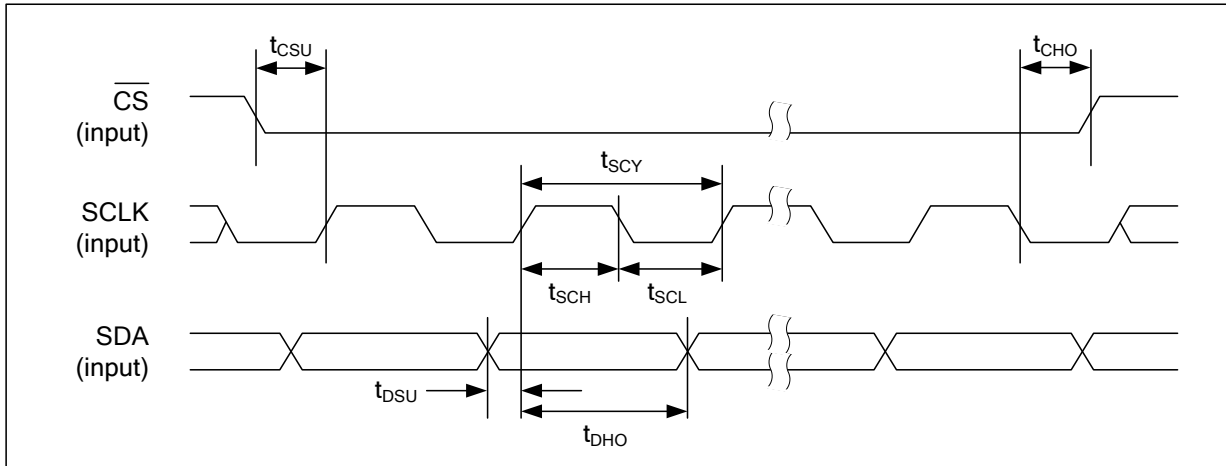 tCSU
tCHO
CS
(input)
tSCY
SCLK
(input)
tSCH
tSCL
SDA
(input)
tDSU
tDHO